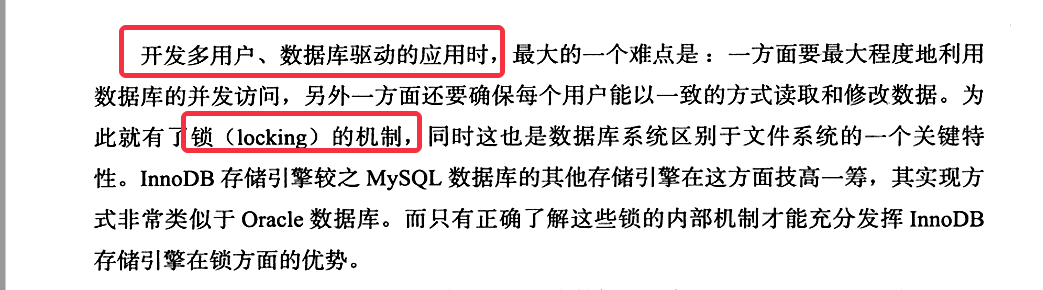 开发多用户、数据库驱动的应用时，最大的一个难点是：一方面要最大程度地利用
数据库的并发访问，另外一方面还要确保每个用户能以一致的方式读取和修改数据。为
此就有了锁（locking）的机制，同时这也是数据库系统区别于文件系统的一个关键特
性。InnoDB 存储引擎较之 MySQL 数据库的其他存储引擎在这方面技高一筹，其实现方
式非常类似于 Oracle 数据库。而只有正确了解这些锁的内部机制才能充分发挥 InnoDB
存储引擎在锁方面的优势。